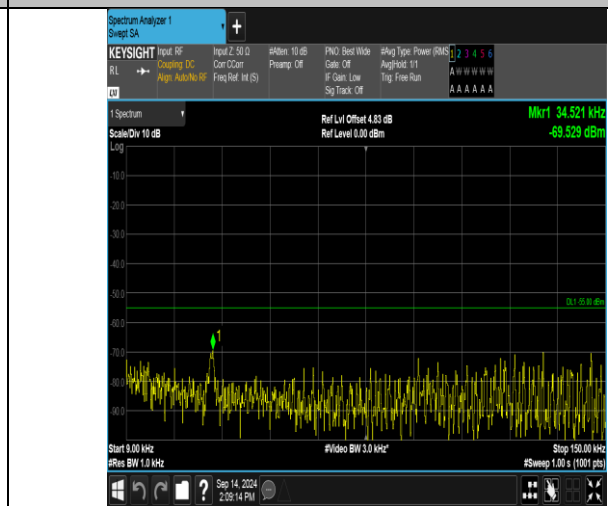 Spectrum Analyzer 1
Swept SA
+
KEYSIGHT Input: RF Input Z: 50 Ω #Atten: 10 dB PNO: Best Wide #Avg Type: Power (RMS 1 2 3 4 5 6
RL Coupling: DC Corr CCorr Preamp: Off Gate: Off Avg|Hold: 1/1 A W W W W W
Align: Auto/No RF Freq Ref: Int (S) IF Gain: Low Trig: Free Run
Sig Track: Off A A A A A A
LXI
1 Spectrum Ref Lvl Offset 4.83 dB Mkr1 34.521 kHz
Scale/Div 10 dB Ref Level 0.00 dBm -69.529 dBm
Log
-10.0
-20.0
-30.0
-40.0
-50.0
DL1 -55.00 dBm
-60.0
1
-70.0
-80.0
-90.0
Start 9.00 kHz #Video BW 3.0 kHz* Stop 150.00 kHz
#Res BW 1.0 kHz #Sweep 1.00 s (1001 pts)
? Sep 14, 2024
2:09:14 PM